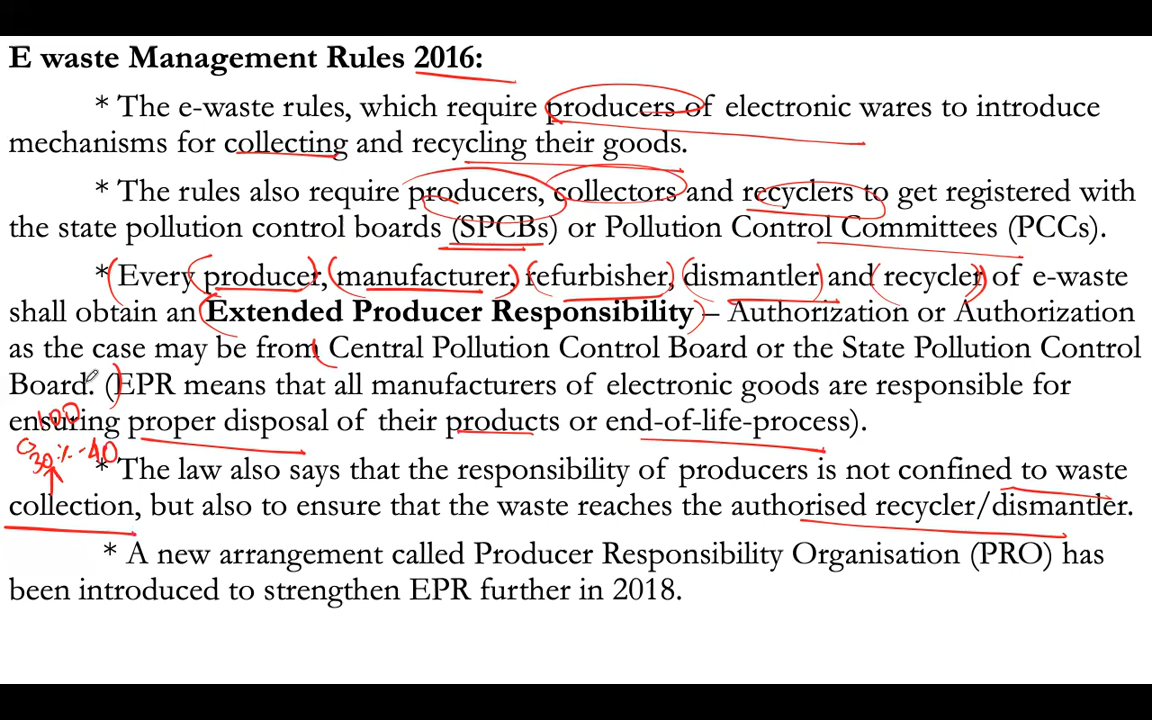 E waste Management Rules 2016:
* The e-waste rules, which require producers of electronic wares to introduce
mechanisms for collecting and recycling their goods.
* The rules also require producers, collectors and recyclers to get registered with
the state pollution control boards (SPCBs) or Pollution Control Committees (PCCs).
* Every producer, manufacturer, refurbisher, dismantler and recycler of e-waste
shall obtain an Extended Producer Responsibility – Authorization or Authorization
as the case may be from Central Pollution Control Board or the State Pollution Control
Board. (EPR means that all manufacturers of electronic goods are responsible for
100
ensuring proper disposal of their products or end-of-life-process).
30%-40
* The law also says that the responsibility of producers is not confined to waste
collection, but also to ensure that the waste reaches the authorised recycler/dismantler.
* A new arrangement called Producer Responsibility Organisation (PRO) has
been introduced to strengthen EPR further in 2018.